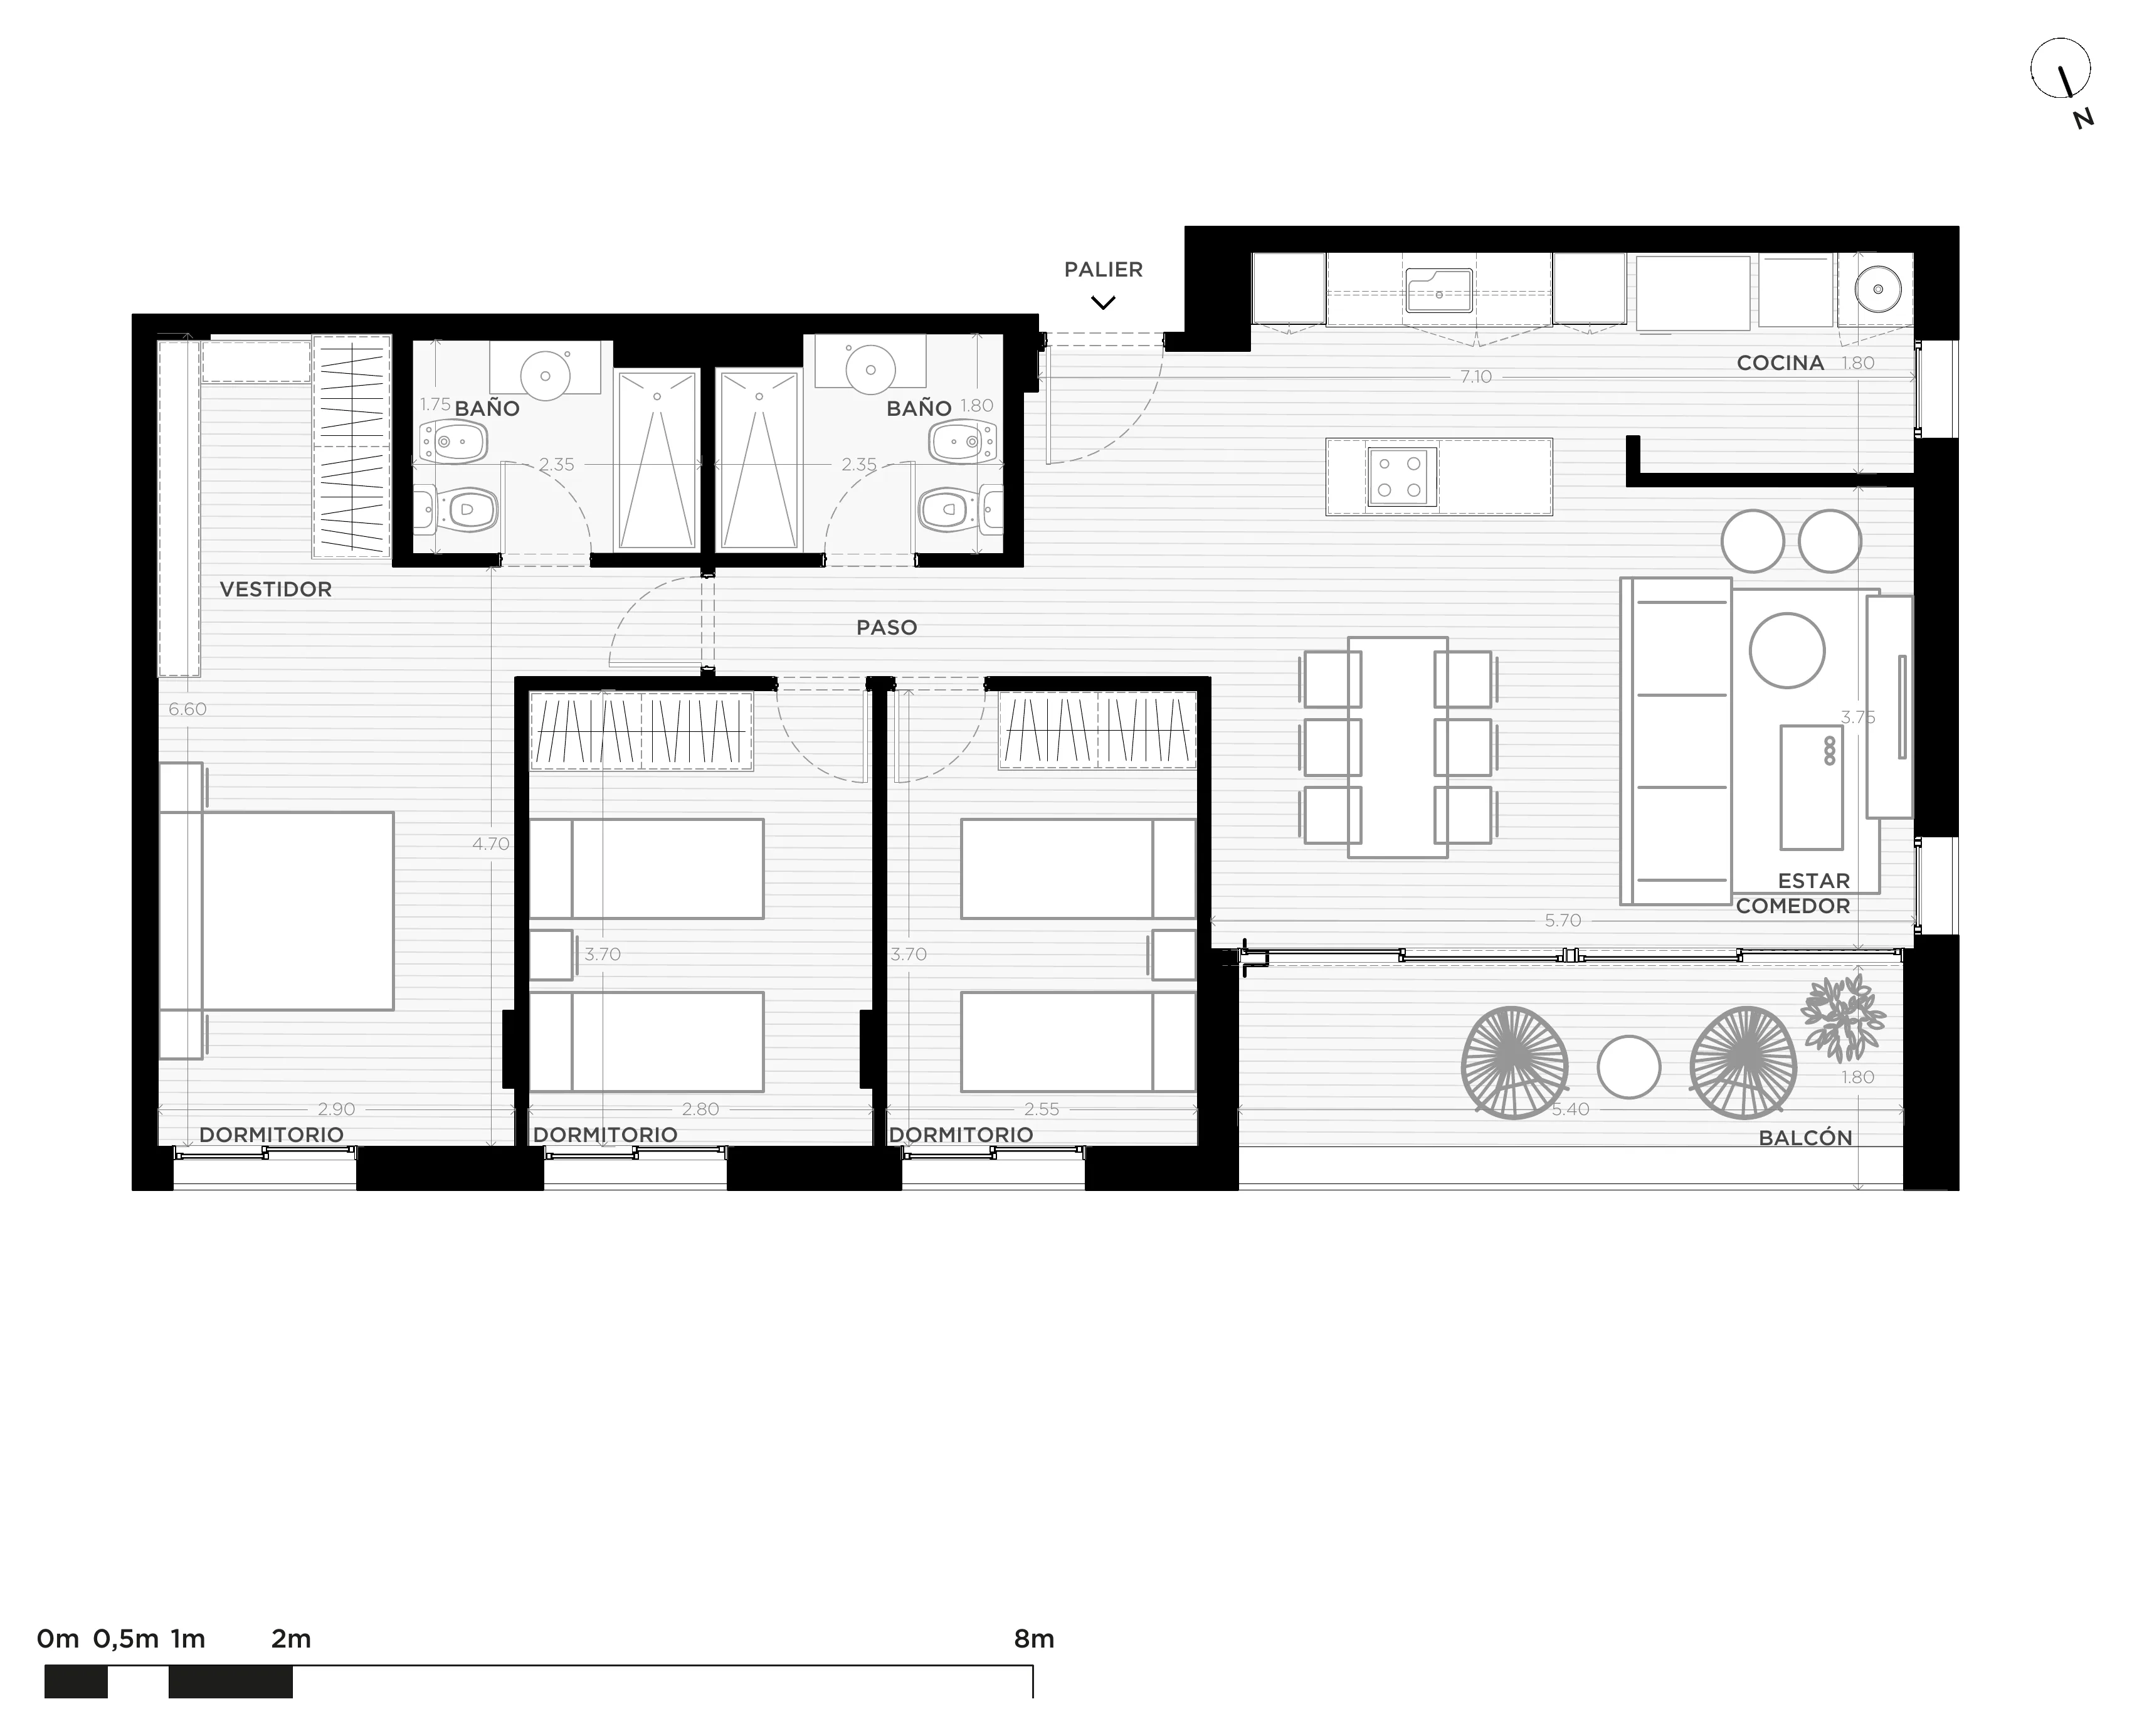 N
PALIER
COCINA
1.80
7.10
1.75
BAÑO
BAÑO
1.80
2.35
2.35
VESTIDOR
PASO
6.60
3.75
4.70
ESTAR
COMEDOR
5.70
3.70
3.70
1.80
2.90
2.80
2.55
5.40
DORMITORIO
DORMITORIO
DORMITORIO
BALCÓN
0m 0,5m 1m 2m 8m